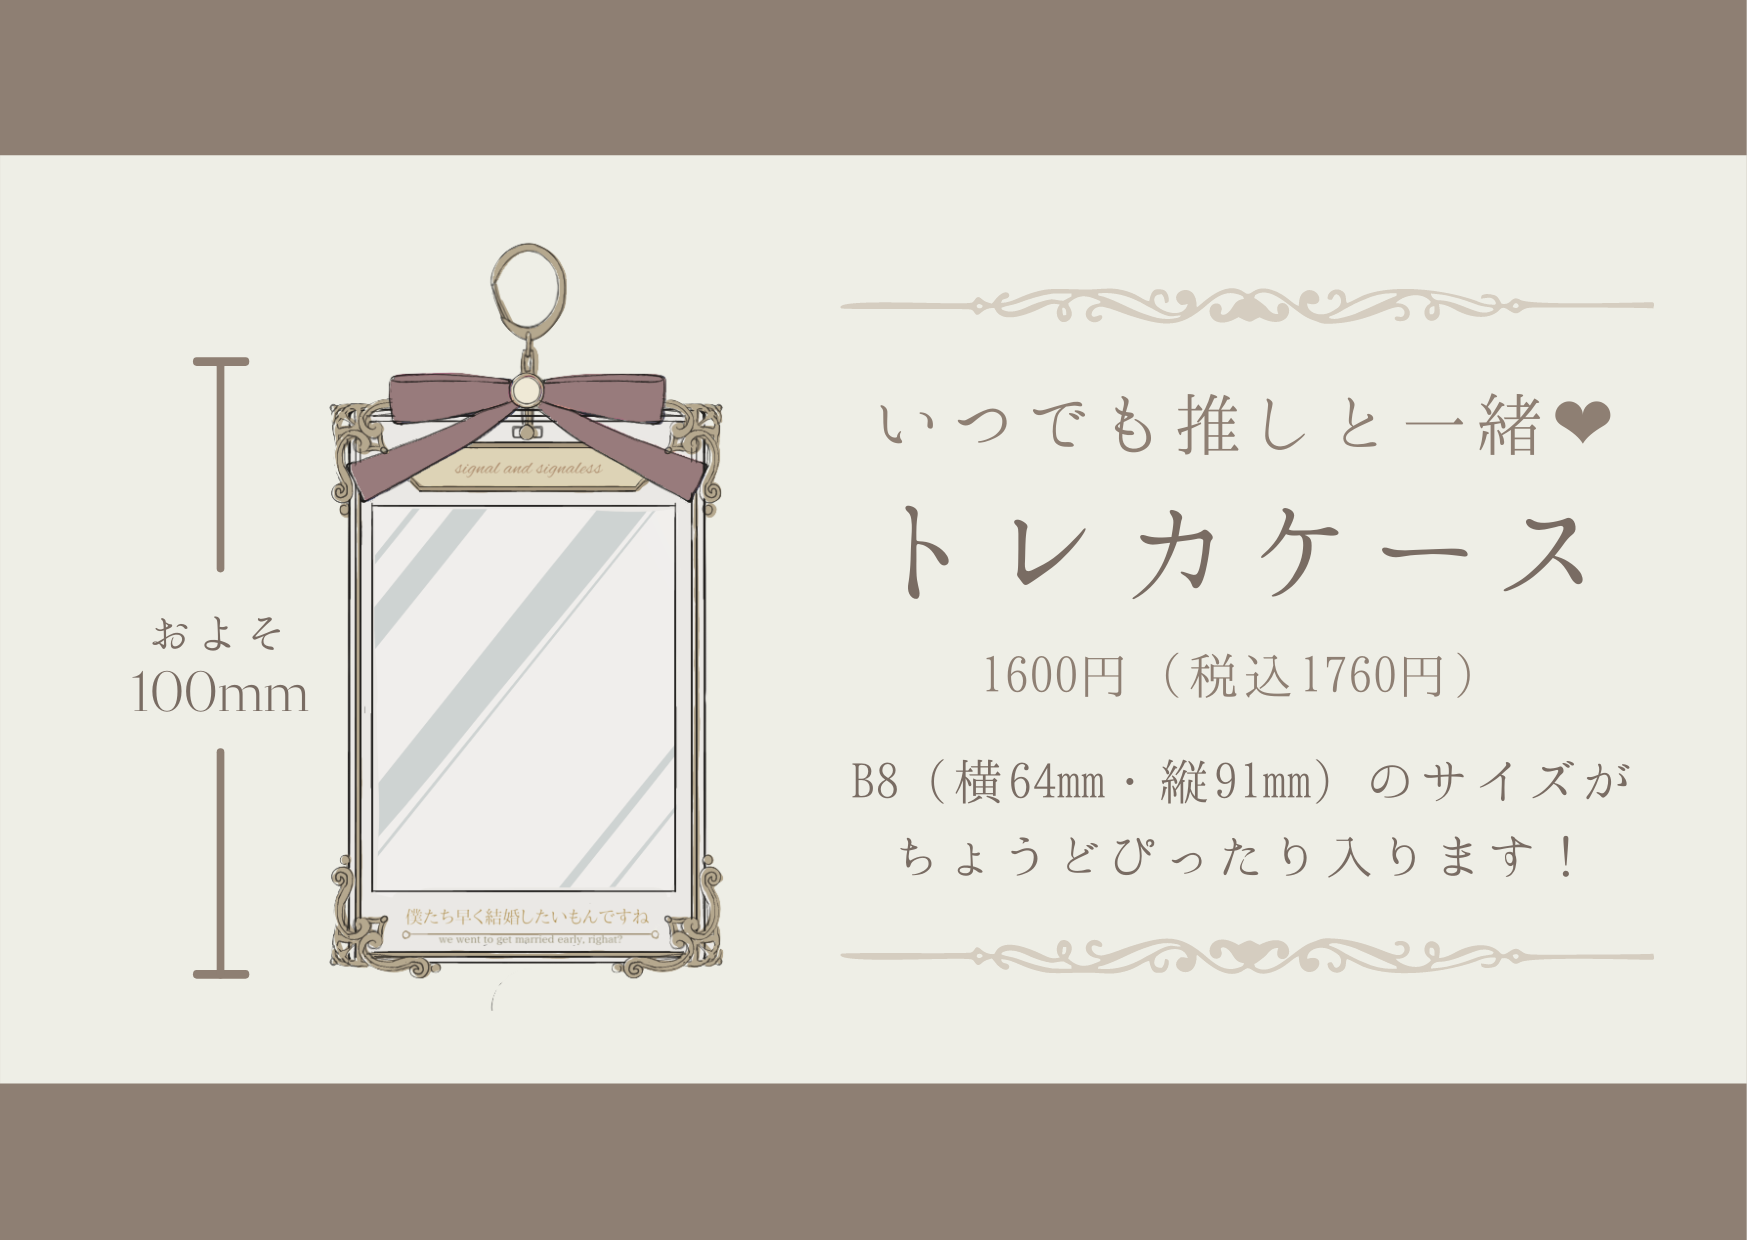 signal and signaless
僕たち早く結婚したいもんですね
we went to get married early, righat?
およそ
100mm
いつでも推しと一緒❤
トレカケース
1600円（税込1760円）
B8（横64mm・縦91mm）のサイズが
ちょうどぴったり入ります！